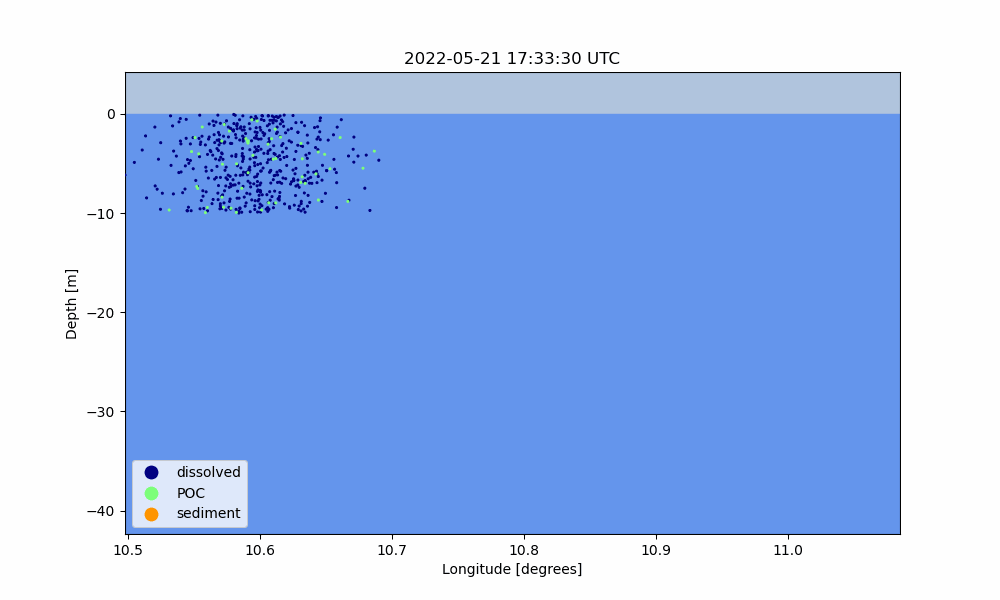 2022-05-21 17:33:30 UTC
0
−10
−20
−30
−40
Depth [m]
dissolved
POC
sediment
10.5 10.6 10.7 10.8 10.9 11.0
Longitude [degrees]